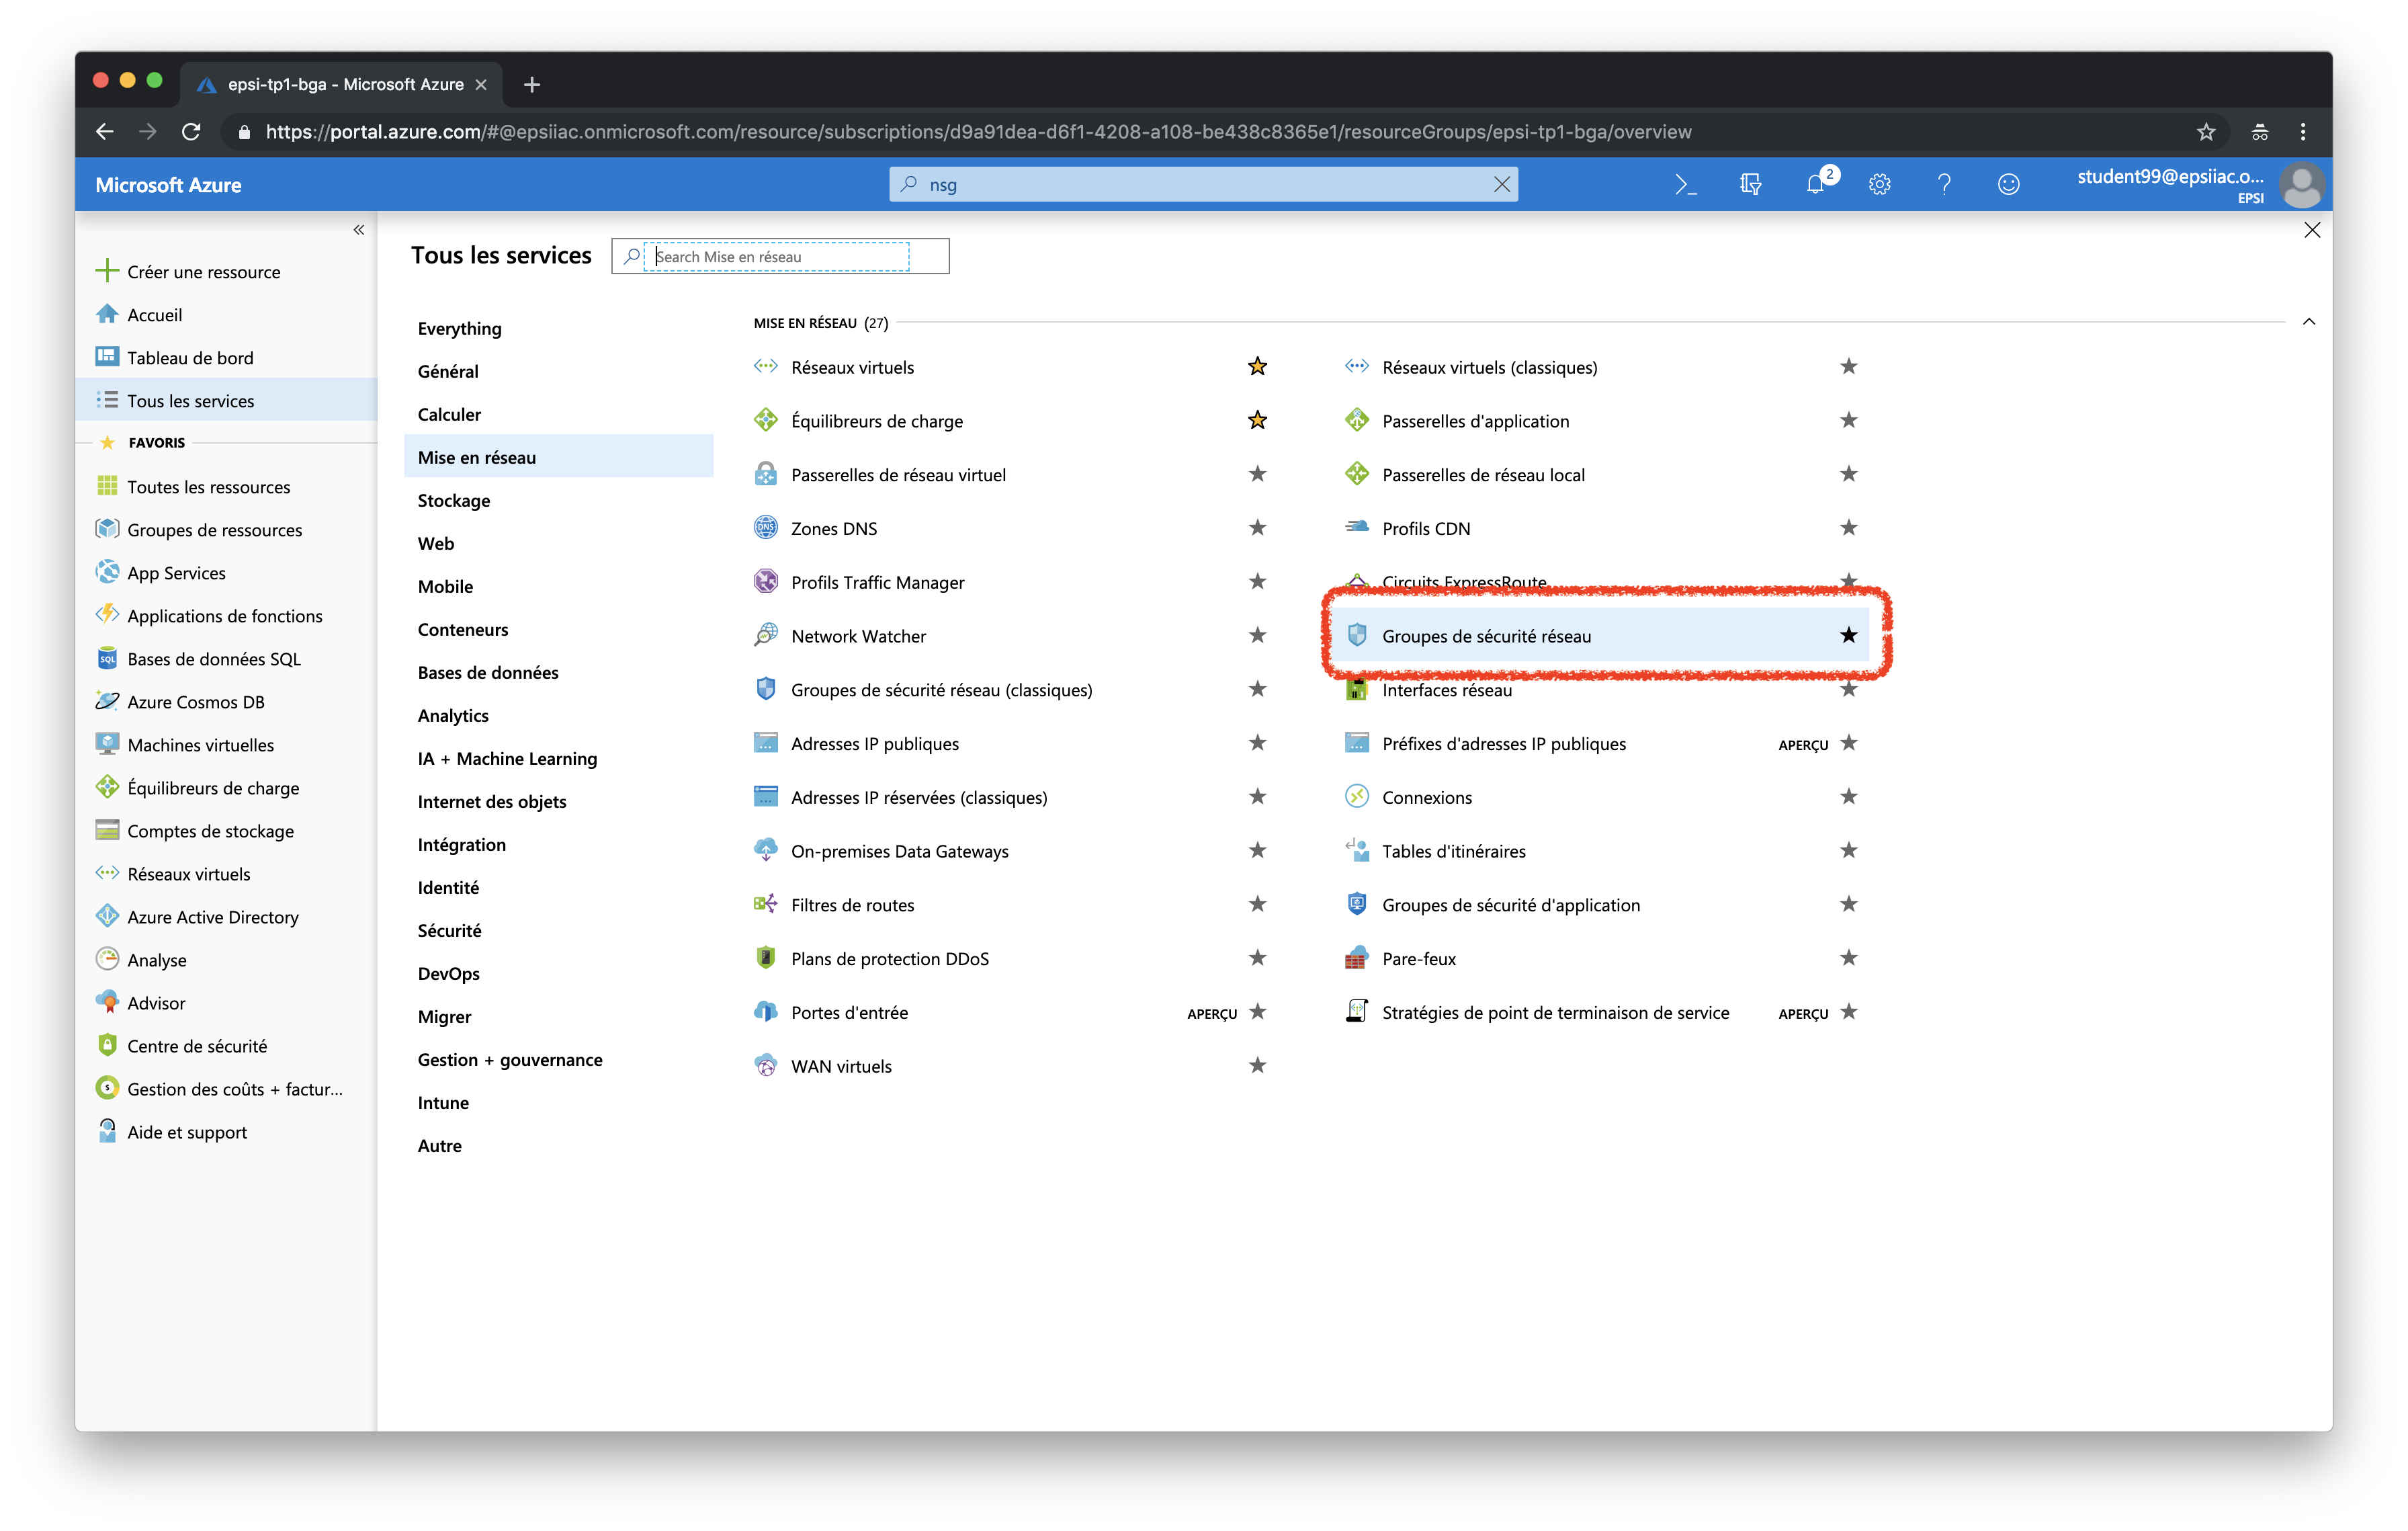 epsi-tp1-bga - Microsoft Azure
https://portal.azure.com/#@epsiiac.onmicrosoft.com/resource/subscriptions/d9a91dea-d6f1-4208-a108-be438c8365e1/resourceGroups/epsi-tp1-bga/overview
Microsoft Azure
nsg
2
student99@epsiiac.o...
EPSI
Créer une ressource
Accueil
Tableau de bord
Tous les services
FAVORIS
Toutes les ressources
Groupes de ressources
App Services
Applications de fonctions
Bases de données SQL
Azure Cosmos DB
Machines virtuelles
Équilibreurs de charge
Comptes de stockage
Réseaux virtuels
Azure Active Directory
Analyse
Advisor
Centre de sécurité
Gestion des coûts + factur...
Aide et support
Tous les services
Search Mise en réseau
Everything
Général
Calculer
Mise en réseau
Stockage
Web
Mobile
Conteneurs
Bases de données
Analytics
IA + Machine Learning
Internet des objets
Intégration
Identité
Sécurité
DevOps
Migrer
Gestion + gouvernance
Intune
Autre
MISE EN RÉSEAU (27)
Réseaux virtuels
Réseaux virtuels (classiques)
Équilibreurs de charge
Passerelles d'application
Passerelles de réseau virtuel
Passerelles de réseau local
Zones DNS
Profils CDN
Profils Traffic Manager
Circuits ExpressRoute
Network Watcher
Groupes de sécurité réseau
Groupes de sécurité réseau (classiques)
Interfaces réseau
Adresses IP publiques
Préfixes d'adresses IP publiques APERÇU
Adresses IP réservées (classiques)
Connexions
On-premises Data Gateways
Tables d'itinéraires
Filtres de routes
Groupes de sécurité d'application
Plans de protection DDoS
Pare-feux
Portes d'entrée APERÇU
Stratégies de point de terminaison de service APERÇU
WAN virtuels